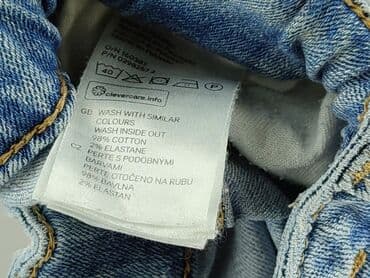 40
P
clevercare.info
GB WASH WITH SIMILAR
COLOURS
WASH INSIDE OUT
98% COTTON
2% ELASTANE
CZ PERTE S PODOBNÝMI
BARVAMI
PERTE OTOČENO NA RUBU
98% BAVLNA
2% ELASTAN